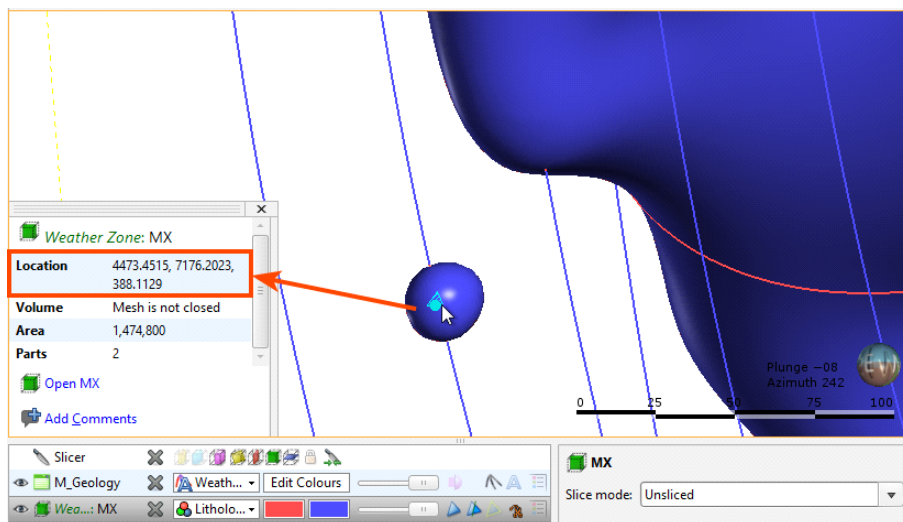 Weather Zone: MX
Location 4473.4515, 7176.2023,
388.1129
Volume Mesh is not closed
Area 1,474,800
Parts 2
Open MX
Add Comments
Plunge −08
Azimuth 242
0 25 50 75 100
Slicer
M_Geology Weath... Edit Colours
Wea...: MX Litholo...
MX
Slice mode: Unsliced